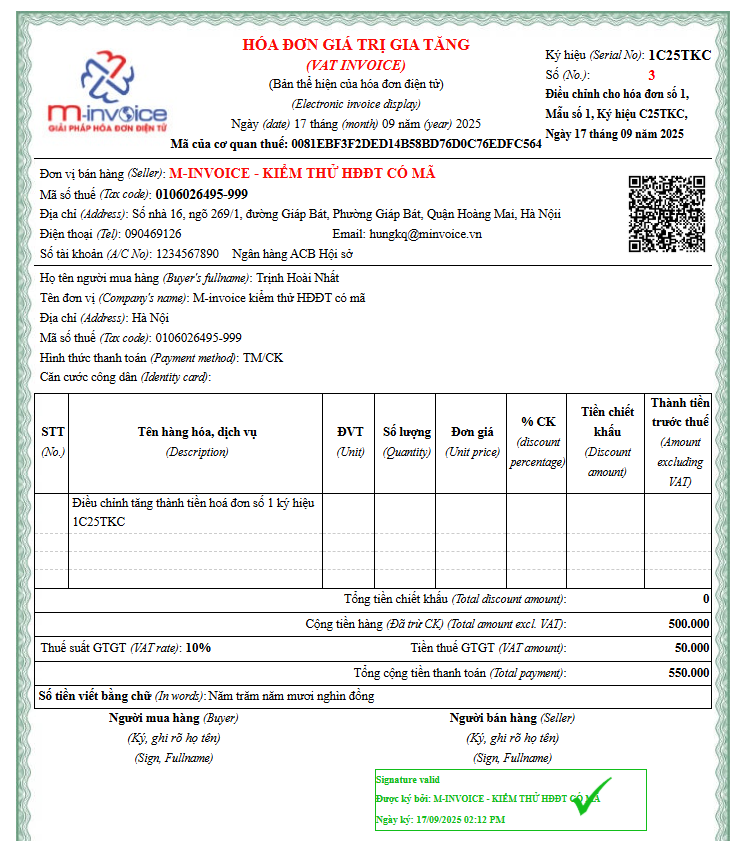 HÓA ĐƠN GIÁ TRỊ GIA TĂNG
(VAT INVOICE)
(Bản thể hiện của hóa đơn điện tử)
(Electronic invoice display)
Ngày (date) 17 tháng (month) 09 năm (year) 2025
Mã của cơ quan thuế: 0081EBF3F2DED14B58BD76D0C76EDFC564
Ký hiệu (Serial No): 1C25TKC
Số (No.): 3
Điều chỉnh cho hóa đơn số 1,
Mẫu số 1, Ký hiệu C25TKC,
Ngày 17 tháng 09 năm 2025
m-invoice
GIẢI PHÁP HÓA ĐƠN ĐIỆN TỬ
Đơn vị bán hàng (Seller): M-INVOICE - KIỂM THỬ HĐĐT CÓ MÃ
Mã số thuế (Tax code): 0106026495-999
Địa chỉ (Address): Số nhà 16, ngõ 269/1, đường Giáp Bát, Phường Giáp Bát, Quận Hoàng Mai, Hà Nội
Điện thoại (Tel): 090469126 Email: hungkq@minvoice.vn
Số tài khoản (A/C No): 1234567890 Ngân hàng ACB Hội sở
Họ tên người mua hàng (Buyer's fullname): Trịnh Hoài Nhất
Tên đơn vị (Company's name): M-invoice kiểm thử HĐĐT có mã
Địa chỉ (Address): Hà Nội
Mã số thuế (Tax code): 0106026495-999
Hình thức thanh toán (Payment method): TM/CK
Căn cước công dân (Identity card):
STT
(No.)
Tên hàng hóa, dịch vụ
(Description)
ĐVT
(Unit)
Số lượng
(Quantity)
Đơn giá
(Unit price)
% CK
(discount
percentage)
Tiền chiết
khấu
(Discount
amount)
Thành tiền
trước thuế
(Amount
excluding
VAT)
Điều chỉnh tăng thành tiền hoá đơn số 1 ký hiệu
1C25TKC
Tổng tiền chiết khấu (Total discount amount): 0
Cộng tiền hàng (Đã trừ CK) (Total amount excl. VAT): 500.000
Thuế suất GTGT (VAT rate): 10% Tiền thuế GTGT (VAT amount): 50.000
Tổng cộng tiền thanh toán (Total payment): 550.000
Số tiền viết bằng chữ (In words): Năm trăm năm mươi nghìn đồng
Người mua hàng (Buyer) Người bán hàng (Seller)
(Ký, ghi rõ họ tên) (Ký, ghi rõ họ tên)
(Sign, Fullname) (Sign, Fullname)
Signature valid
Được ký bởi: M-INVOICE - KIỂM THỬ HĐĐT CÓ MÃ
Ngày ký: 17/09/2025 02:12 PM